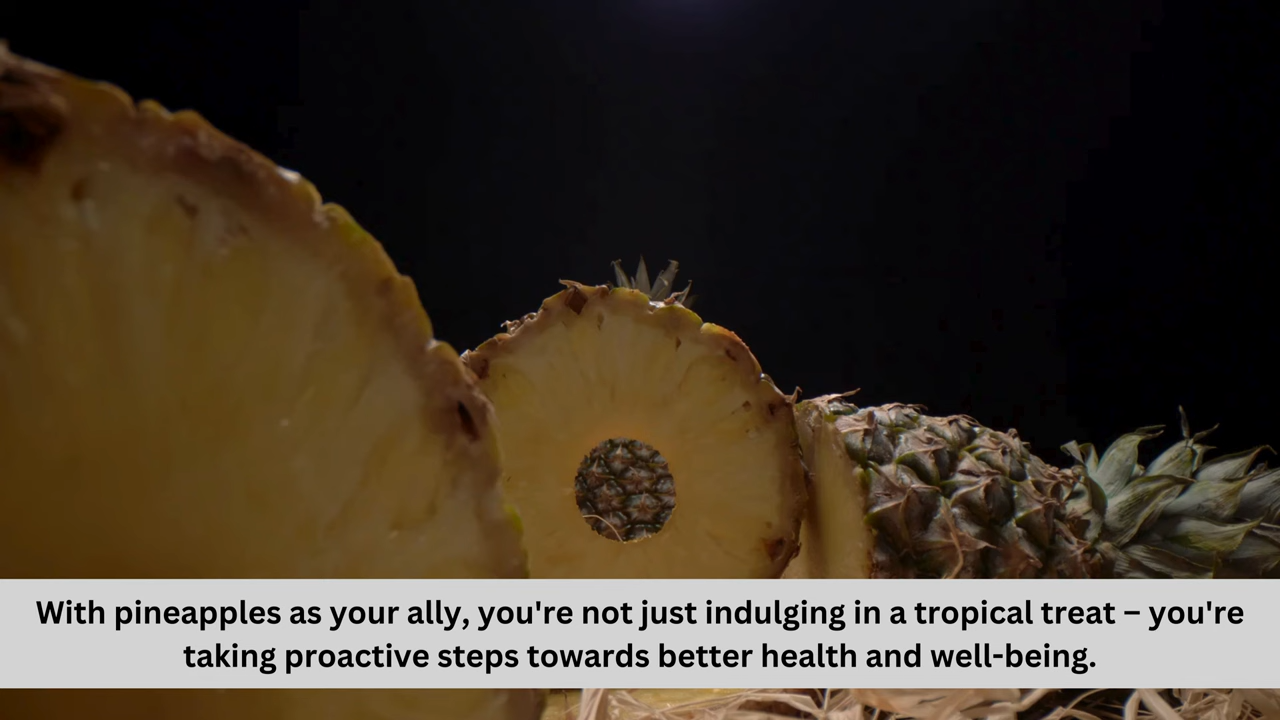 With pineapples as your ally, you're not just indulging in a tropical treat – you're
taking proactive steps towards better health and well-being.